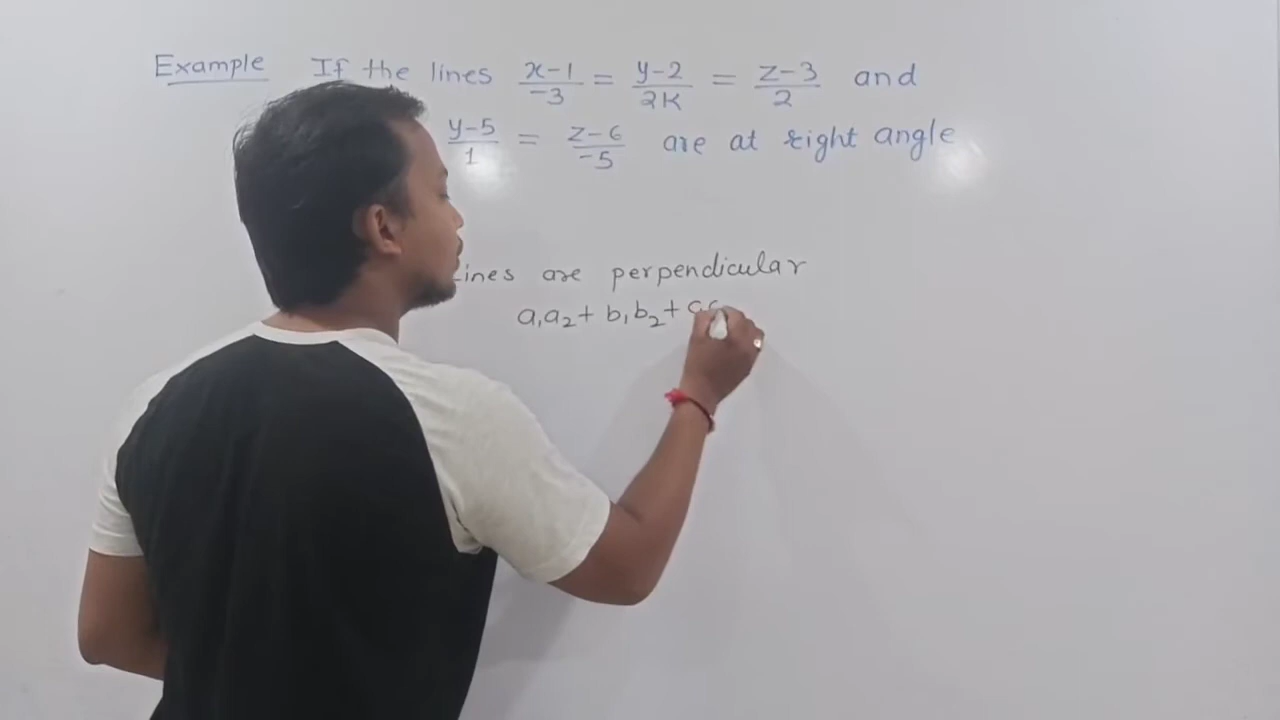 Example If the lines x-1/-3 = y-2/2K = z-3/2 and
y-5/1 = z-6/-5 are at right angle
Lines are perpendicular
a₁a₂ + b₁b₂ +